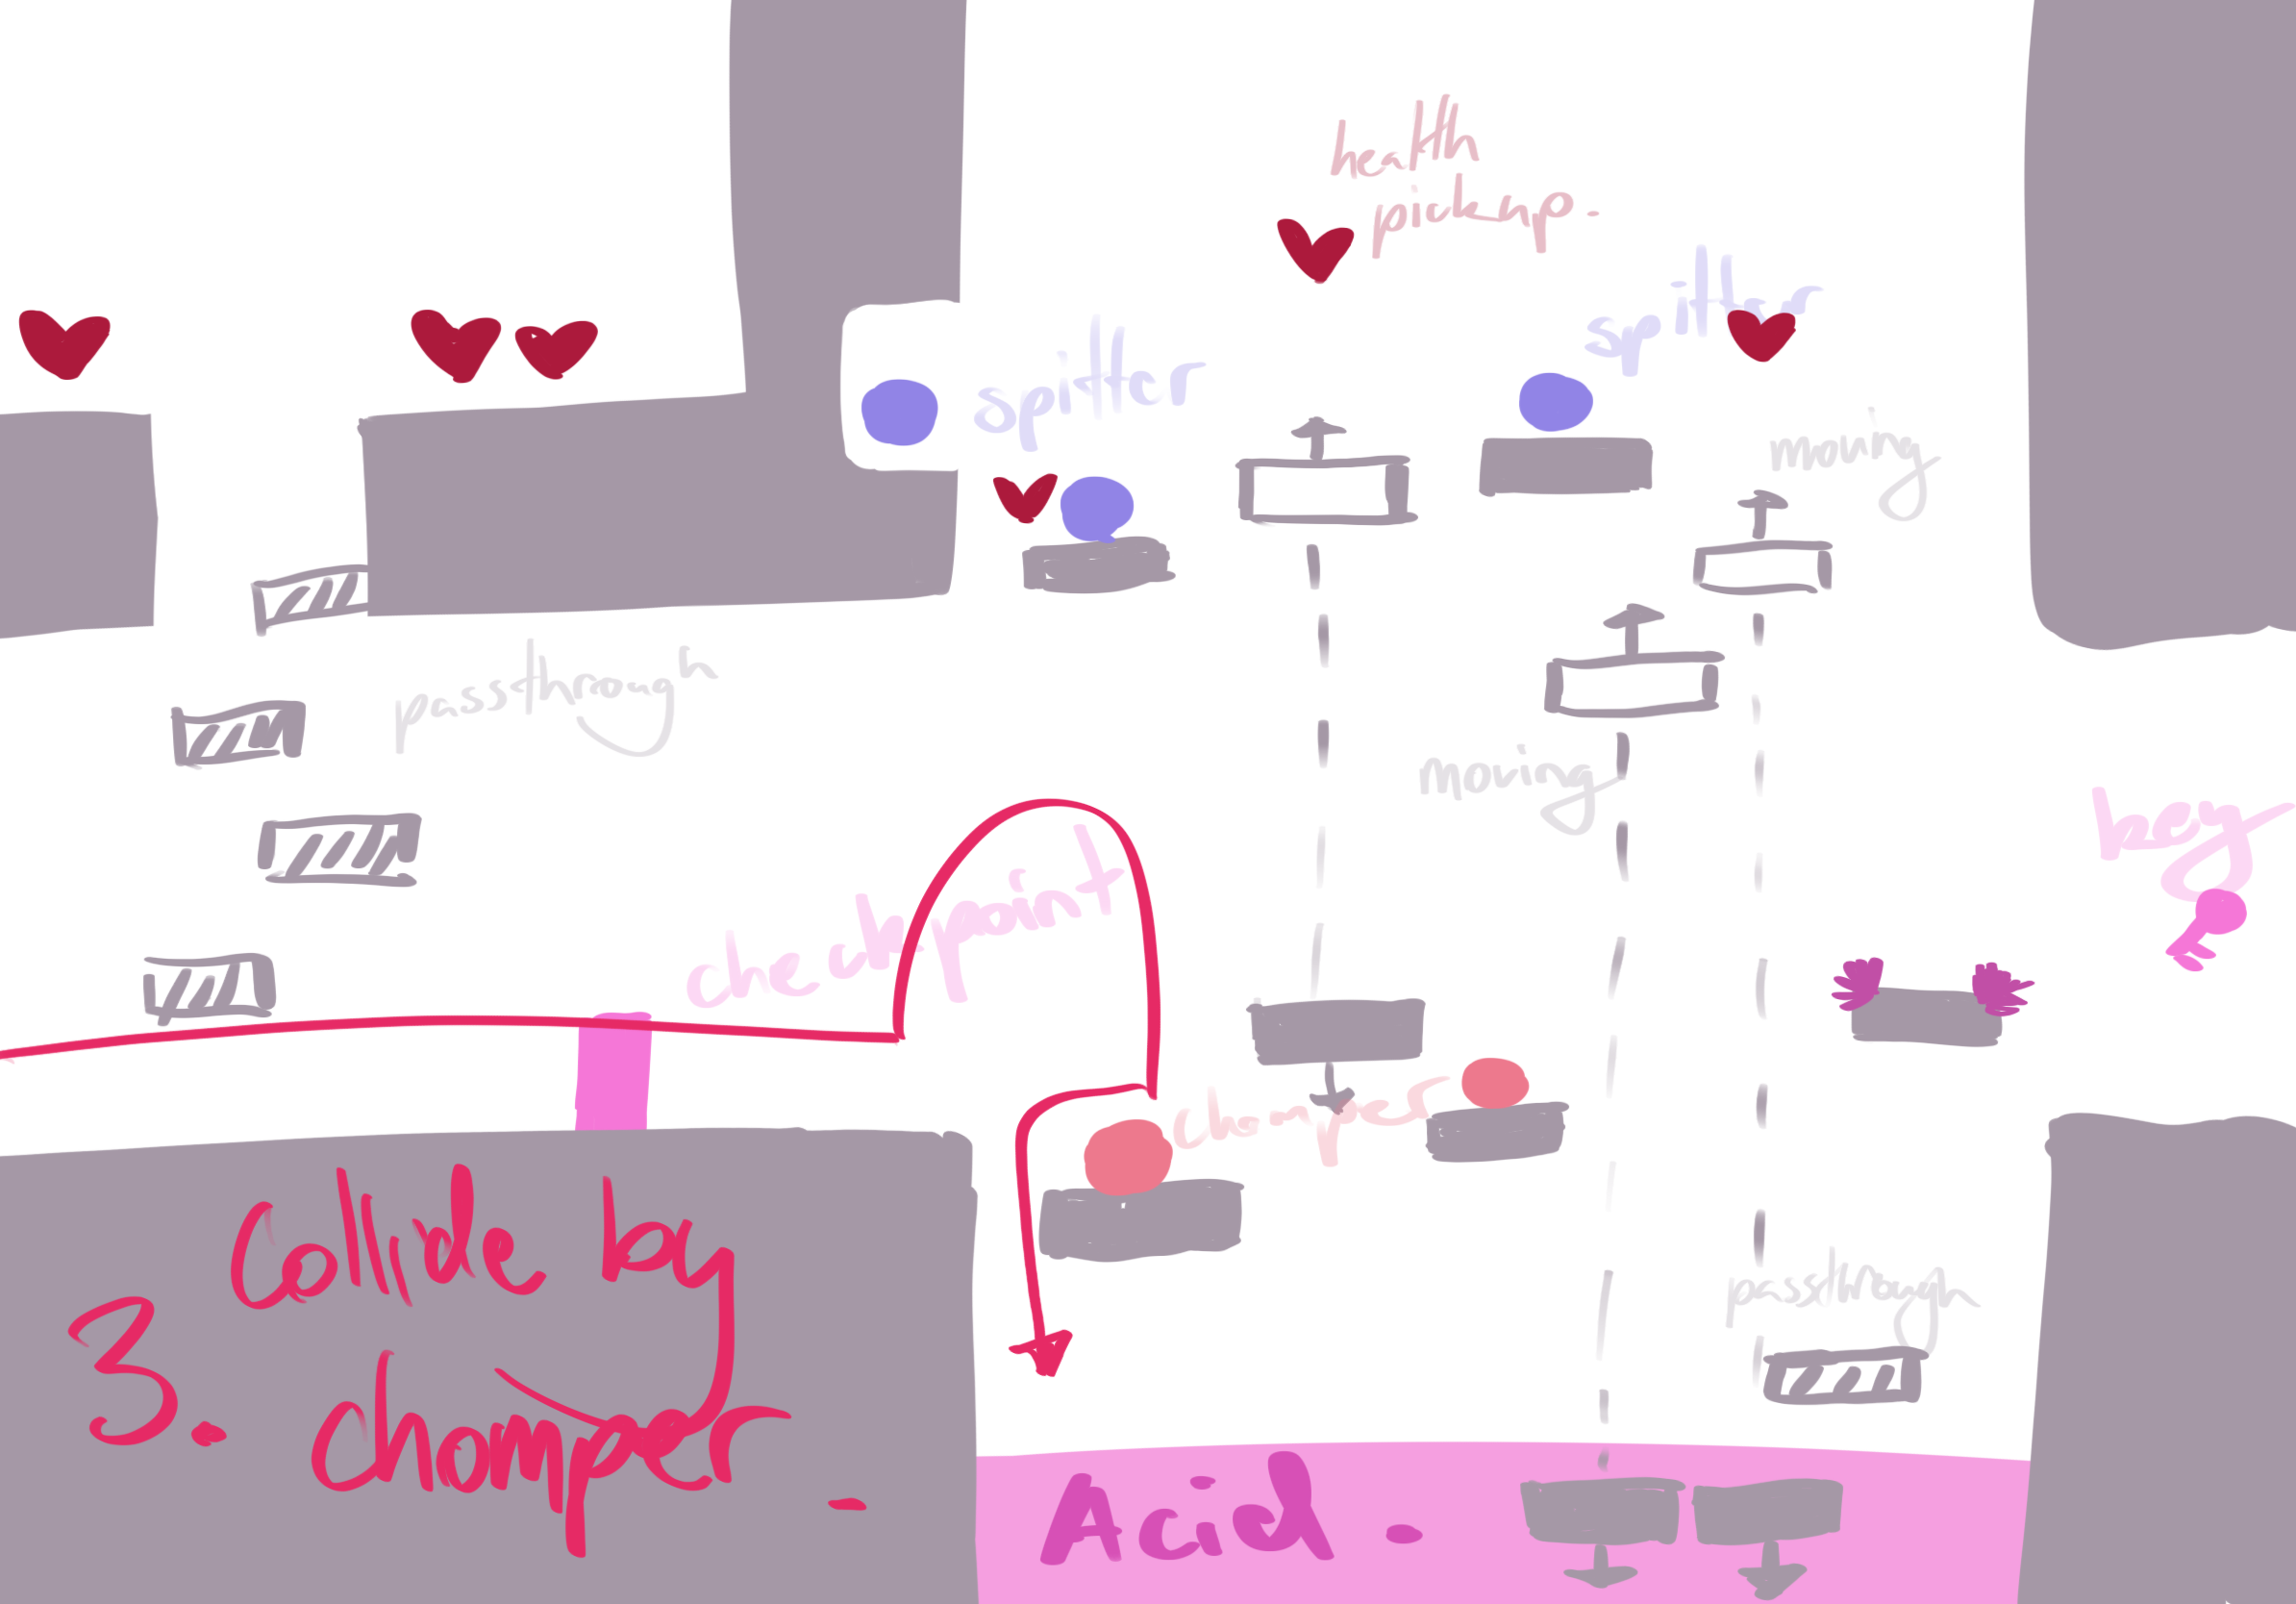 health
pickup.
spitter
spitter
moving
passthrough
moving
key
checkpoint
chomper
3. Collide by
chomper.
passthrough
Acid.